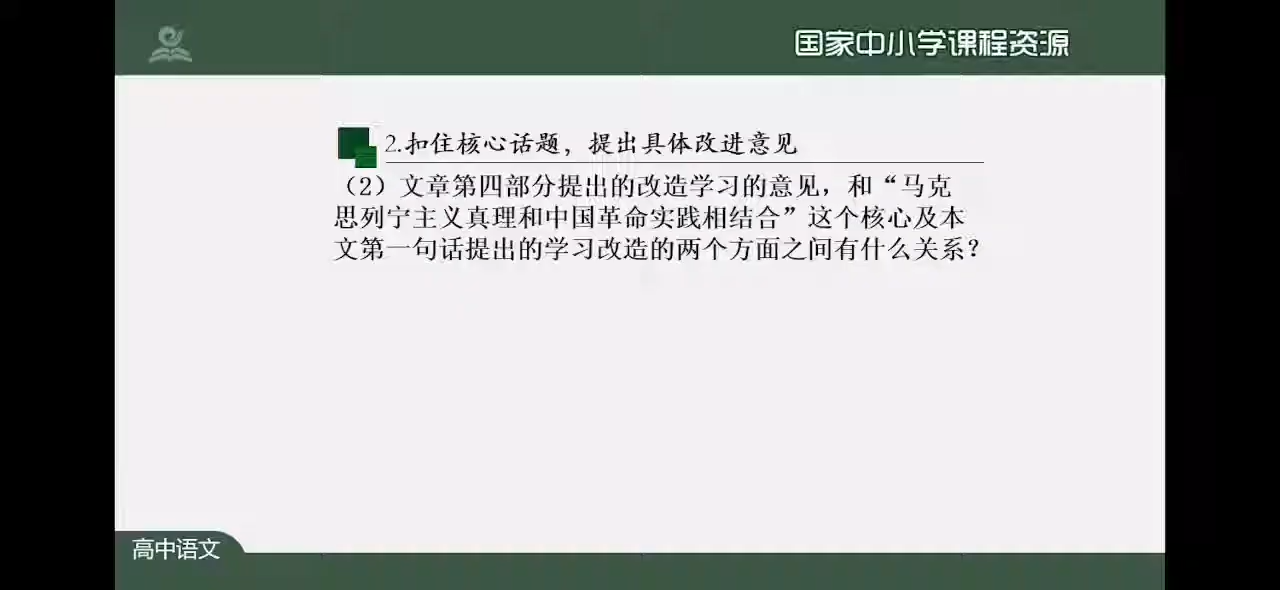 国家中小学课程资源
2.扣住核心话题，提出具体改进意见
（2）文章第四部分提出的改造学习的意见，和“马克
思列宁主义真理和中国革命实践相结合”这个核心及本
文第一句话提出的学习改造的两个方面之间有什么关系？
高中语文